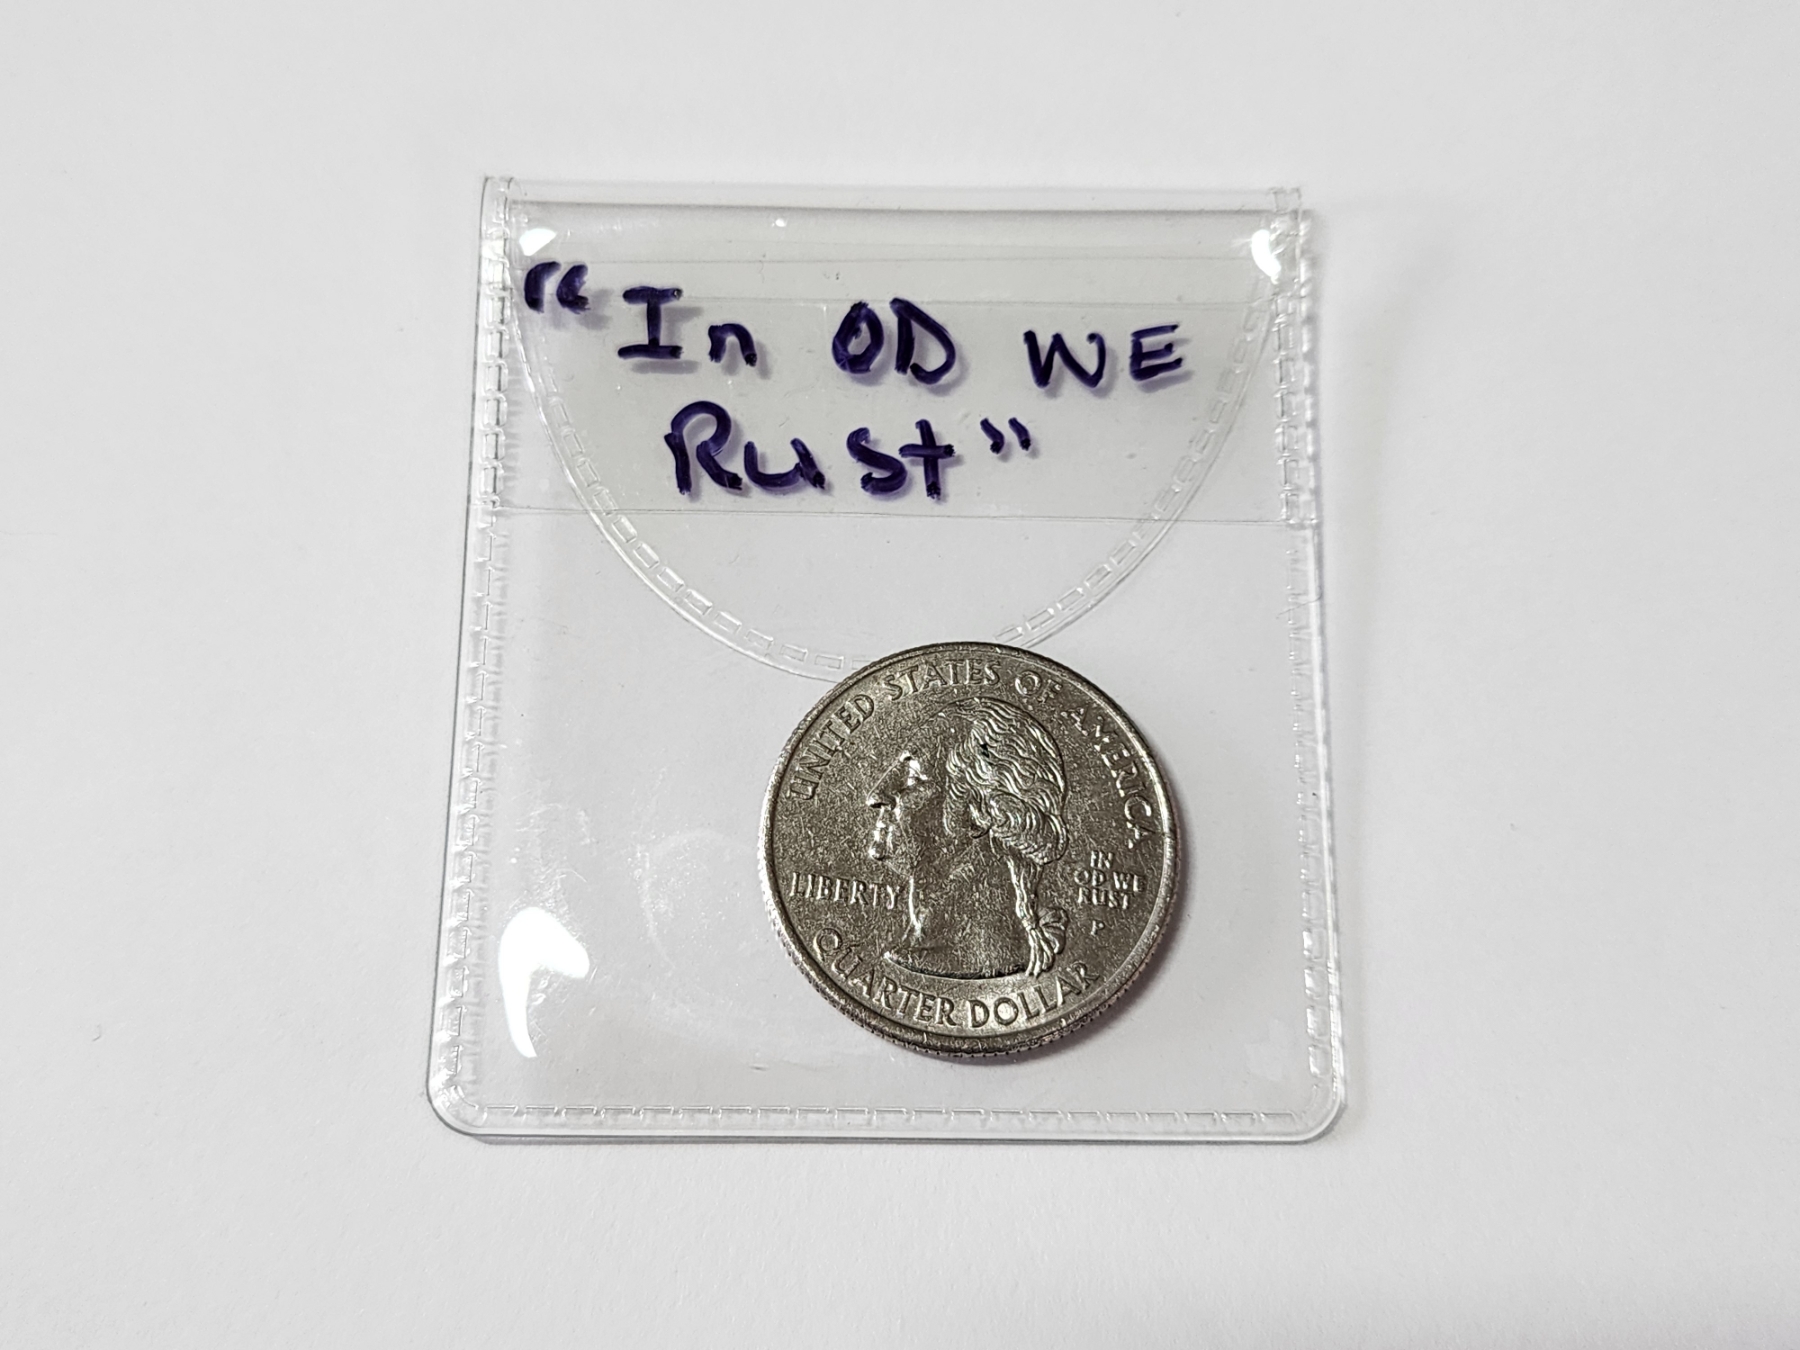 “In OD WE
Rust”
UNITED STATES OF AMERICA
LIBERTY
IN
OD WE
RUST
P
QUARTER DOLLAR